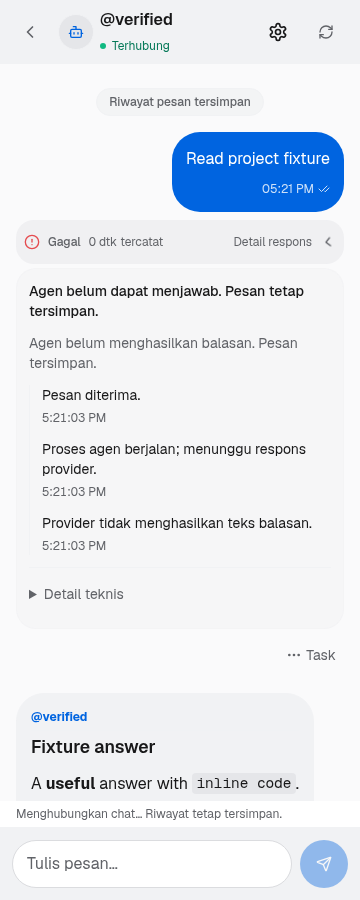 @verified
Terhubung
Riwayat pesan tersimpan
Read project fixture
05:21 PM
Gagal 0 dtk tercatat Detail respons
Agen belum dapat menjawab. Pesan tetap
tersimpan.
Agen belum menghasilkan balasan. Pesan
tersimpan.
Pesan diterima.
5:21:03 PM
Proses agen berjalan; menunggu respons
provider.
5:21:03 PM
Provider tidak menghasilkan teks balasan.
5:21:03 PM
Detail teknis
Task
@verified
Fixture answer
A useful answer with inline code.
Menghubungkan chat… Riwayat tetap tersimpan.
Tulis pesan…